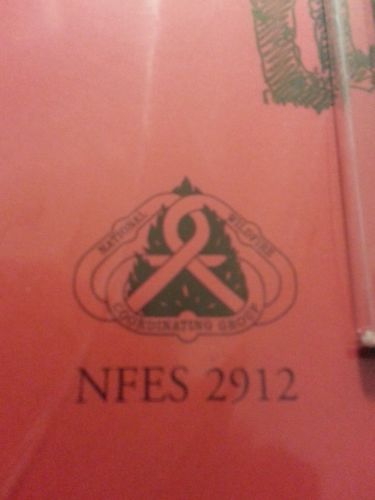 NATIONAL WILDFIRE
COORDINATING GROUP
NFES 2912